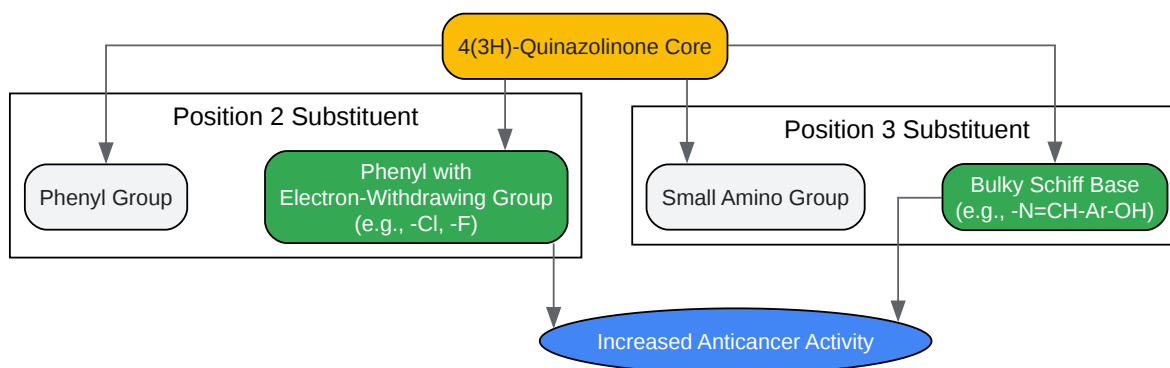 4(3H)-Quinazolinone Core
Position 2 Substituent
Position 3 Substituent
Phenyl Group
Phenyl with
Electron-Withdrawing Group
(e.g., -Cl, -F)
Small Amino Group
Bulky Schiff Base
(e.g., -N=CH-Ar-OH)
Increased Anticancer Activity